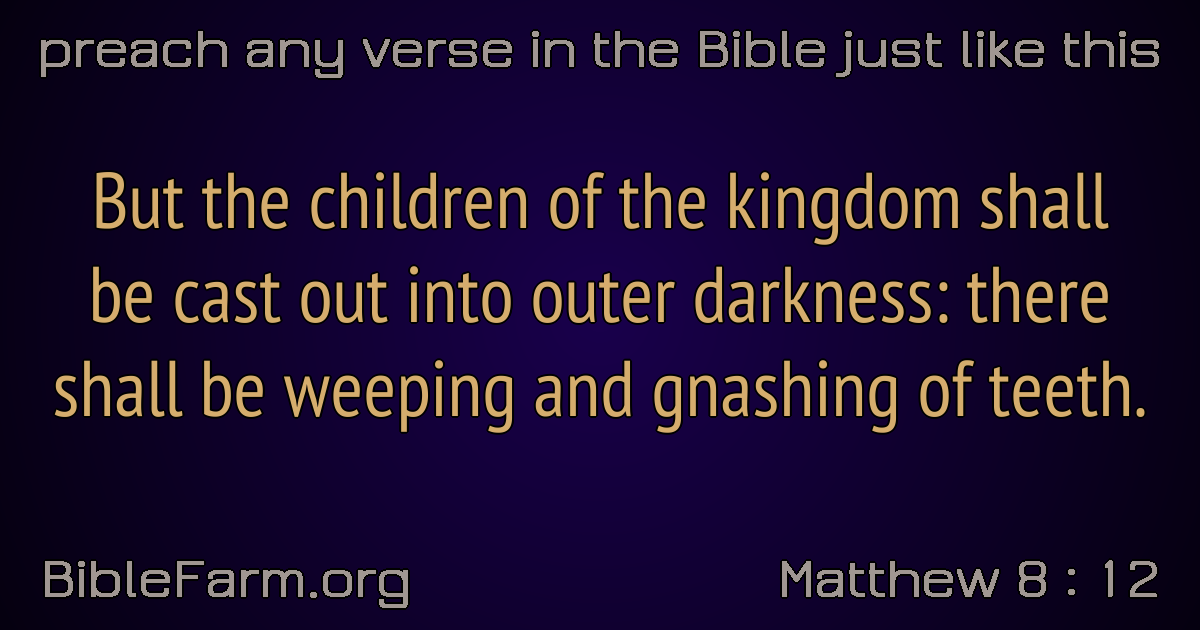 preach any verse in the Bible just like this
But the children of the kingdom shall
be cast out into outer darkness: there
shall be weeping and gnashing of teeth.
BibleFarm.org
Matthew 8 : 12